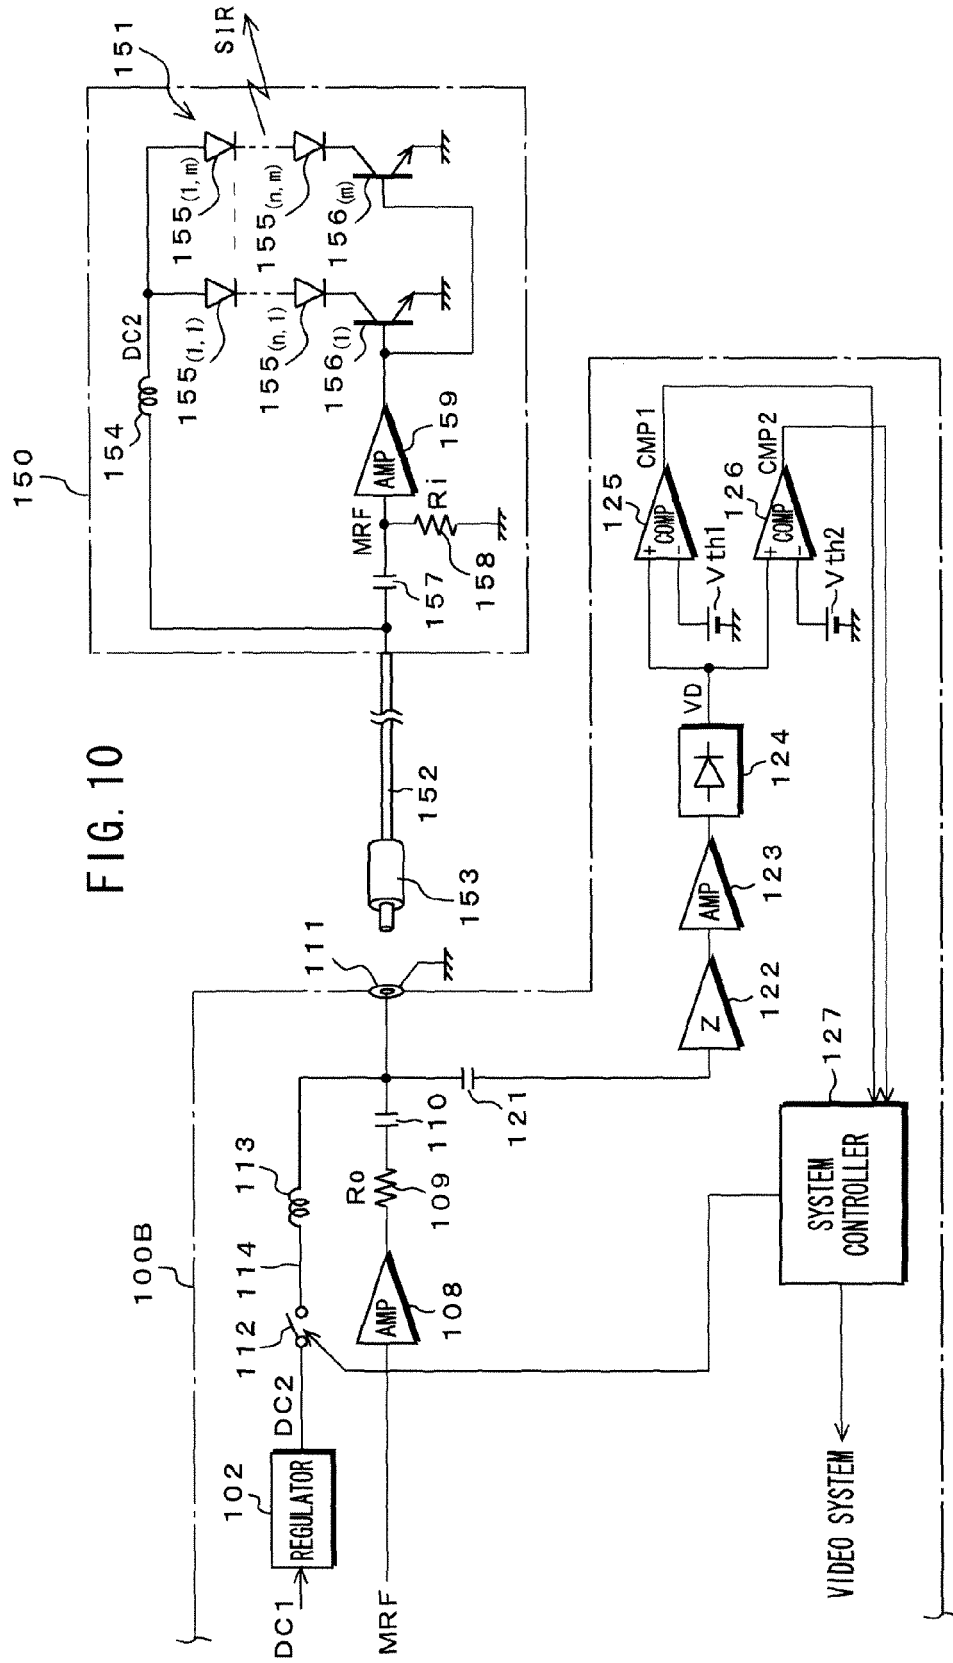 FIG. 10
100B
DC1
102
REGULATOR
DC2
112
114
113
MRF
AMP
108
Ro
109
110
111
121
Z
122
AMP
123
124
VD
COMP
+
-
125
Vth1
CMP1
COMP
+
-
126
Vth2
CMP2
SYSTEM
CONTROLLER
127
VIDEO SYSTEM
153
152
150
154
DC2
157
MRF
Ri
158
AMP
159
155(1,1)
155(n,1)
156(1)
155(1,m)
155(n,m)
156(m)
151
SIR